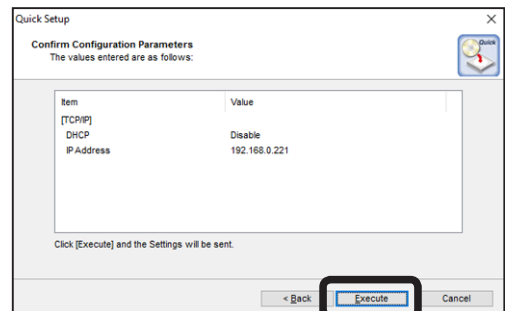 Quick Setup
Confirm Configuration Parameters
The values entered are as follows:
Quick
Item Value
[TCP/IP]
DHCP Disable
IP Address 192.168.0.221
Click [Execute] and the Settings will be sent.
< Back Execute Cancel